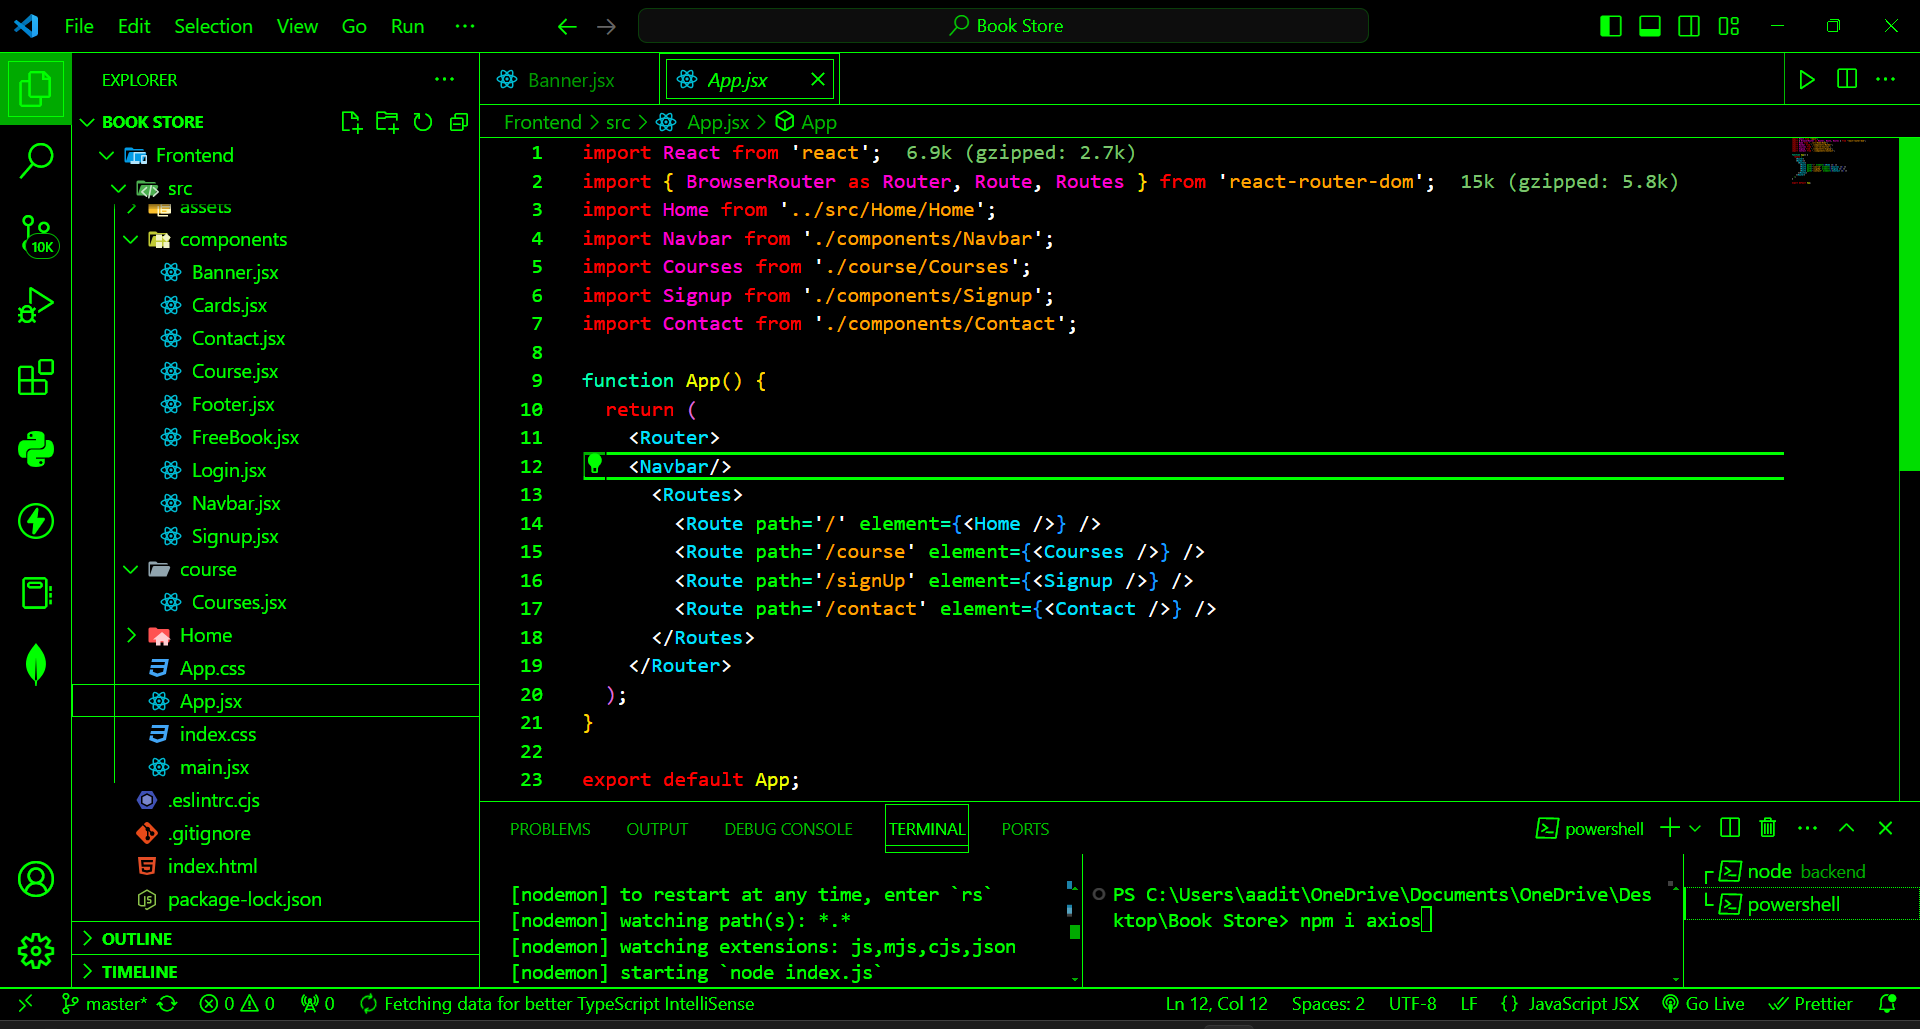 File Edit Selection View Go Run ···
Book Store
EXPLORER
BOOK STORE
Frontend
src
assets
components
Banner.jsx
Cards.jsx
Contact.jsx
Course.jsx
Footer.jsx
FreeBook.jsx
Login.jsx
Navbar.jsx
Signup.jsx
course
Courses.jsx
Home
App.css
App.jsx
index.css
main.jsx
.eslintrc.cjs
.gitignore
index.html
package-lock.json
OUTLINE
TIMELINE
10K
Banner.jsx
App.jsx
Frontend > src > App.jsx > App
1 import React from 'react'; 6.9k (gzipped: 2.7k)
2 import { BrowserRouter as Router, Route, Routes } from 'react-router-dom'; 15k (gzipped: 5.8k)
3 import Home from '../src/Home/Home';
4 import Navbar from './components/Navbar';
5 import Courses from './course/Courses';
6 import Signup from './components/Signup';
7 import Contact from './components/Contact';
8
9 function App() {
10 return (
11 <Router>
12 <Navbar/>
13 <Routes>
14 <Route path='/' element={<Home />} />
15 <Route path='/course' element={<Courses />} />
16 <Route path='/signUp' element={<Signup />} />
17 <Route path='/contact' element={<Contact />} />
18 </Routes>
19 </Router>
20 );
21 }
22
23 export default App;
PROBLEMS OUTPUT DEBUG CONSOLE TERMINAL PORTS
powershell
[nodemon] to restart at any time, enter `rs`
[nodemon] watching path(s): *.*
[nodemon] watching extensions: js,mjs,cjs,json
[nodemon] starting `node index.js`
PS C:\Users\aadit\OneDrive\Documents\OneDrive\Des
ktop\Book Store> npm i axios
node backend
powershell
master* 0 0 0 Fetching data for better TypeScript IntelliSense
Ln 12, Col 12 Spaces: 2 UTF-8 LF {} JavaScript JSX Go Live Prettier